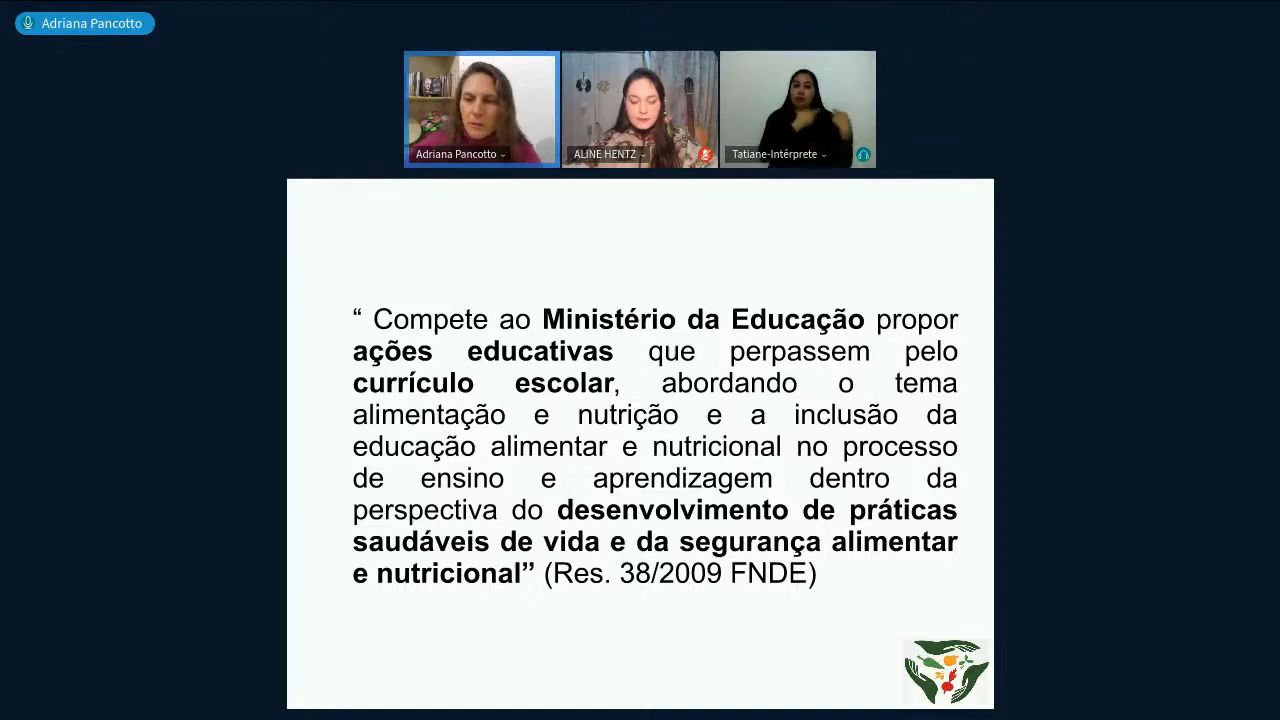 Adriana Pancotto
Adriana Pancotto
ALINE HENTZ
Tatiane-Intérprete
“ Compete ao Ministério da Educação propor
ações educativas que perpassem pelo
currículo escolar, abordando o tema
alimentação e nutrição e a inclusão da
educação alimentar e nutricional no processo
de ensino e aprendizagem dentro da
perspectiva do desenvolvimento de práticas
saudáveis de vida e da segurança alimentar
e nutricional” (Res. 38/2009 FNDE)